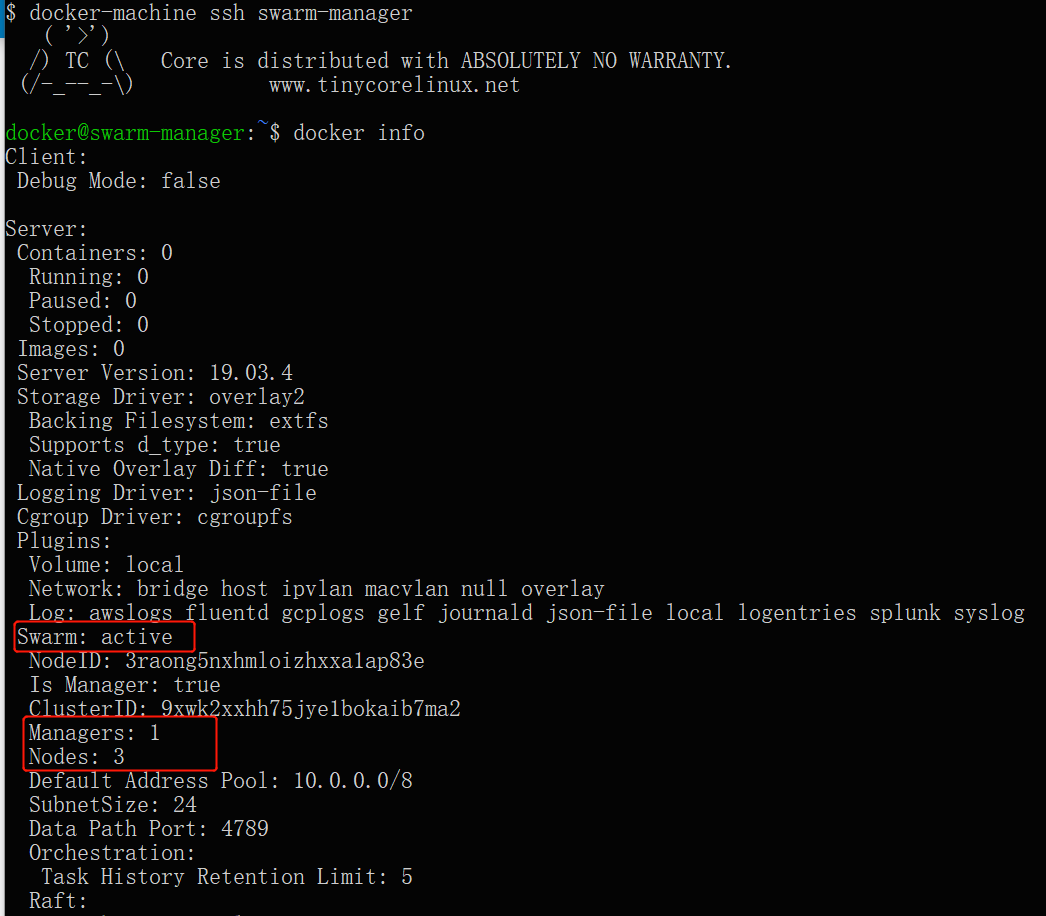 $ docker-machine ssh swarm-manager
( '>')
/) TC (\   Core is distributed with ABSOLUTELY NO WARRANTY.
(/-_--_-\)           www.tinycorelinux.net
docker@swarm-manager:~$ docker info
Client:
Debug Mode: false
Server:
Containers: 0
Running: 0
Paused: 0
Stopped: 0
Images: 0
Server Version: 19.03.4
Storage Driver: overlay2
Backing Filesystem: extfs
Supports d_type: true
Native Overlay Diff: true
Logging Driver: json-file
Cgroup Driver: cgroupfs
Plugins:
Volume: local
Network: bridge host ipvlan macvlan null overlay
Log: awslogs fluentd gcplogs gelf journald json-file local logentries splunk syslog
Swarm: active
NodeID: 3raong5nxhmloizhxxa1ap83e
Is Manager: true
ClusterID: 9xwk2xxhh75jye1bokaib7ma2
Managers: 1
Nodes: 3
Default Address Pool: 10.0.0.0/8
SubnetSize: 24
Data Path Port: 4789
Orchestration:
Task History Retention Limit: 5
Raft: